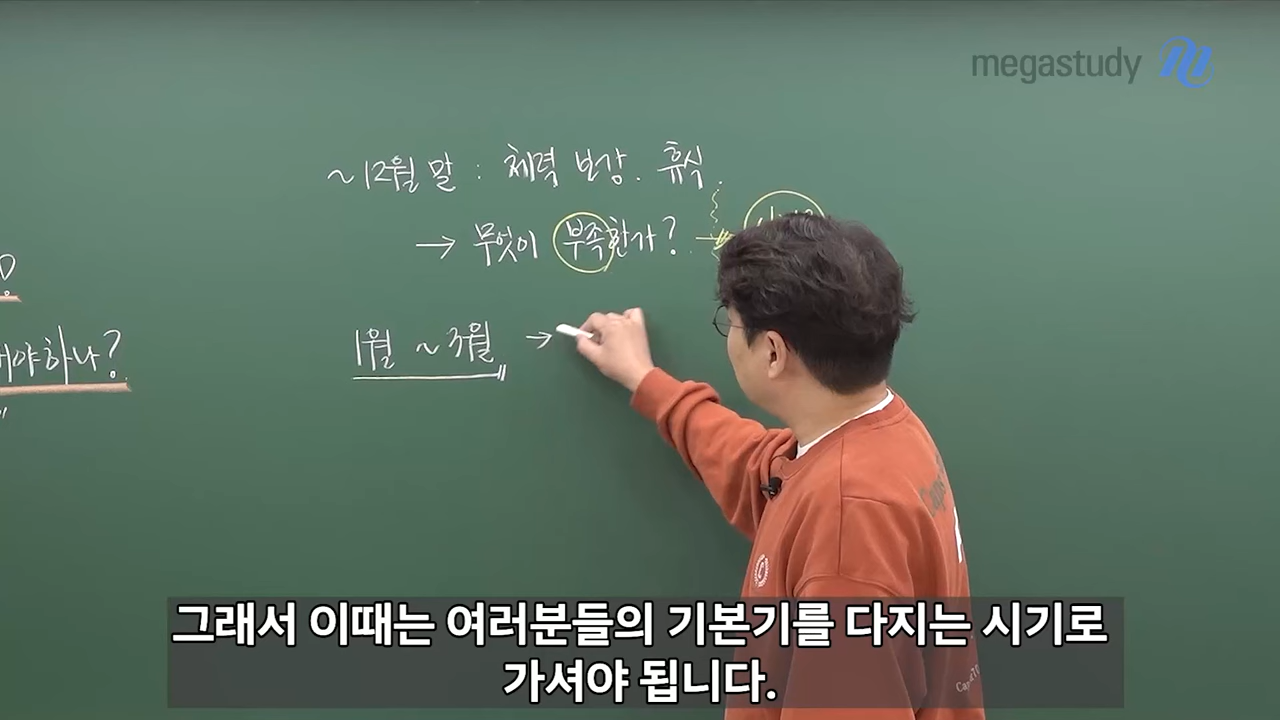 megastudy
~12월 말 : 체력 보강. 휴식.
→ 무엇이 부족한가? →
1월 ~3월 →
야하나?
그래서 이때는 여러분들의 기본기를 다지는 시기로
가셔야 됩니다.